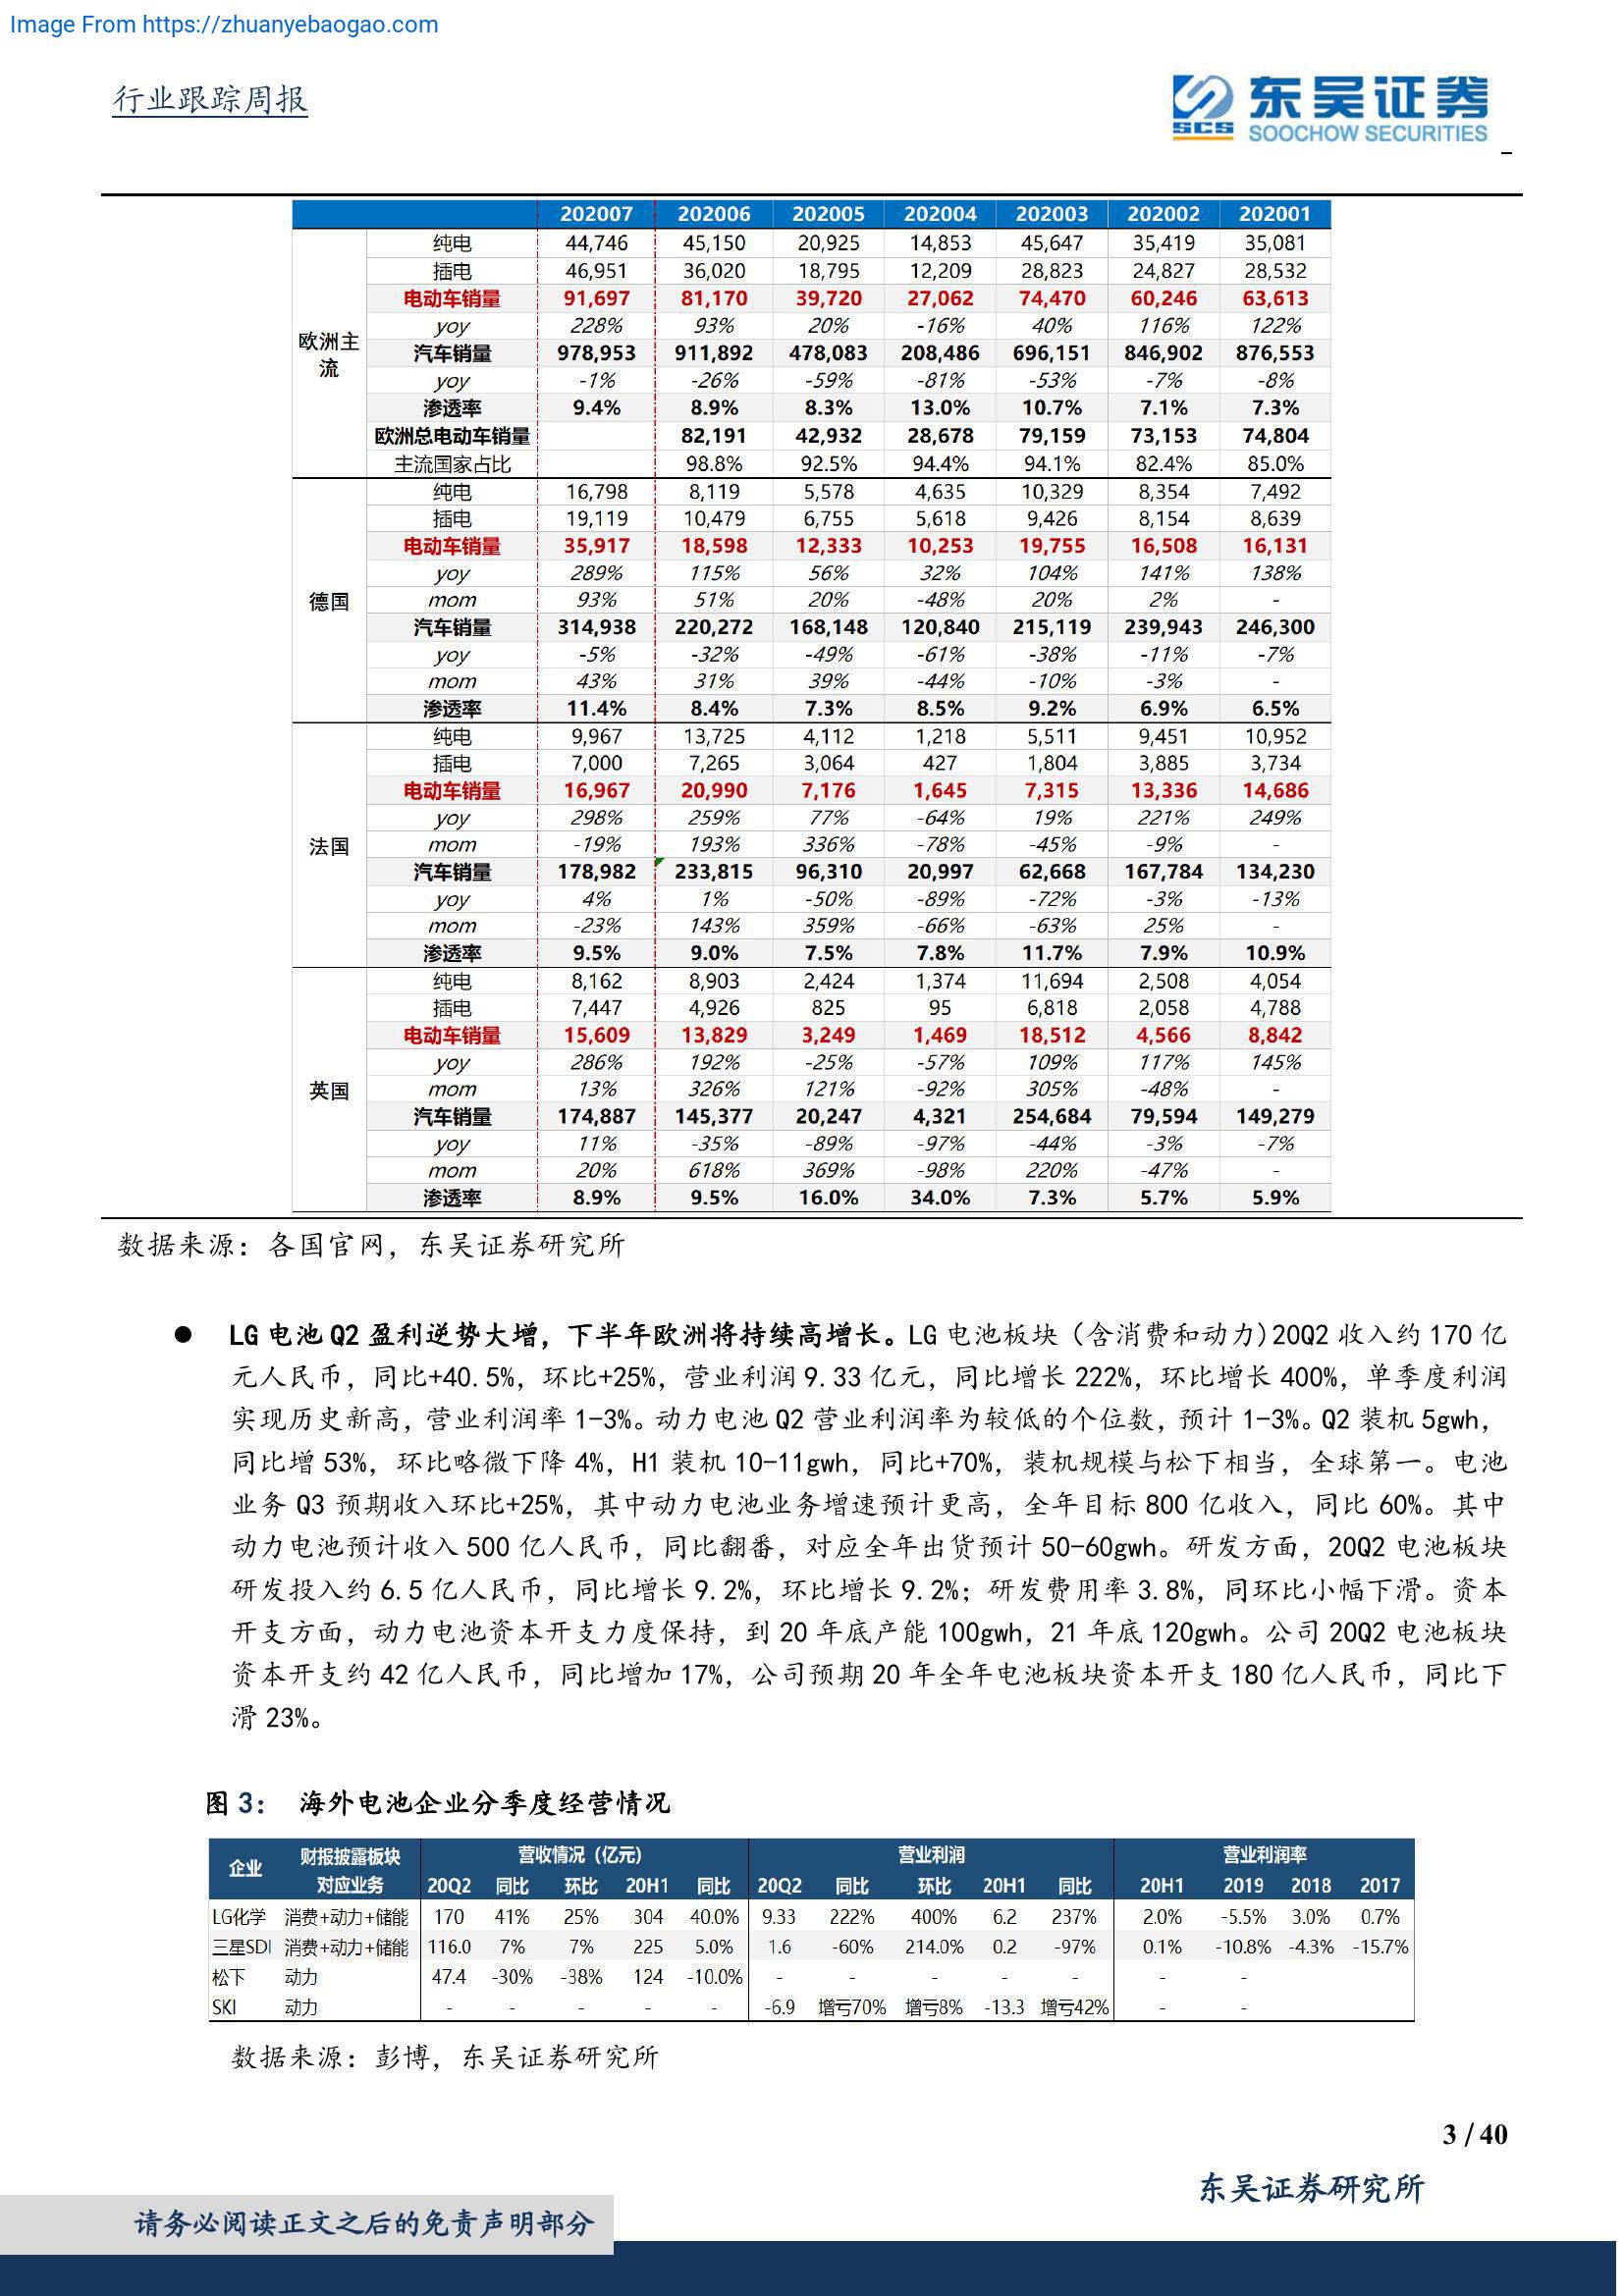 Image From https://zhuanyebaogao.com
行业跟踪周报
SCS 东吴证券
SOOCHOW SECURITIES
202007 202006 202005 202004 202003 202002 202001
欧洲主流
纯电 44,746 45,150 20,925 14,853 45,647 35,419 35,081
插电 46,951 36,020 18,795 12,209 28,823 24,827 28,532
电动车销量 91,697 81,170 39,720 27,062 74,470 60,246 63,613
yoy 228% 93% 20% -16% 40% 116% 122%
汽车销量 978,953 911,892 478,083 208,486 696,151 846,902 876,553
yoy -1% -26% -59% -81% -53% -7% -8%
渗透率 9.4% 8.9% 8.3% 13.0% 10.7% 7.1% 7.3%
欧洲总电动车销量 82,191 42,932 28,678 79,159 73,153 74,804
主流国家占比 98.8% 92.5% 94.4% 94.1% 82.4% 85.0%
德国
纯电 16,798 8,119 5,578 4,635 10,329 8,354 7,492
插电 19,119 10,479 6,755 5,618 9,426 8,154 8,639
电动车销量 35,917 18,598 12,333 10,253 19,755 16,508 16,131
yoy 289% 115% 56% 32% 104% 141% 138%
mom 93% 51% 20% -48% 20% 2% -
汽车销量 314,938 220,272 168,148 120,840 215,119 239,943 246,300
yoy -5% -32% -49% -61% -38% -11% -7%
mom 43% 31% 39% -44% -10% -3% -
渗透率 11.4% 8.4% 7.3% 8.5% 9.2% 6.9% 6.5%
法国
纯电 9,967 13,725 4,112 1,218 5,511 9,451 10,952
插电 7,000 7,265 3,064 427 1,804 3,885 3,734
电动车销量 16,967 20,990 7,176 1,645 7,315 13,336 14,686
yoy 298% 259% 77% -64% 19% 221% 249%
mom -19% 193% 336% -78% -45% -9% -
汽车销量 178,982 233,815 96,310 20,997 62,668 167,784 134,230
yoy 4% 1% -50% -89% -72% -3% -13%
mom -23% 143% 359% -66% -63% 25% -
渗透率 9.5% 9.0% 7.5% 7.8% 11.7% 7.9% 10.9%
英国
纯电 8,162 8,903 2,424 1,374 11,694 2,508 4,054
插电 7,447 4,926 825 95 6,818 2,058 4,788
电动车销量 15,609 13,829 3,249 1,469 18,512 4,566 8,842
yoy 286% 192% -25% -57% 109% 117% 145%
mom 13% 326% 121% -92% 305% -48% -
汽车销量 174,887 145,377 20,247 4,321 254,684 79,594 149,279
yoy 11% -35% -89% -97% -44% -3% -7%
mom 20% 618% 369% -98% 220% -47% -
渗透率 8.9% 9.5% 16.0% 34.0% 7.3% 5.7% 5.9%
数据来源：各国官网，东吴证券研究所
● LG 电池 Q2 盈利逆势大增，下半年欧洲将持续高增长。LG 电池板块（含消费和动力)20Q2 收入约 170 亿
元人民币，同比+40.5%，环比+25%，营业利润 9.33 亿元，同比增长 222%，环比增长 400%，单季度利润
实现历史新高，营业利润率 1-3%。动力电池 Q2 营业利润率为较低的个位数，预计 1-3%。Q2 装机 5gwh，
同比增 53%，环比略微下降 4%，H1 装机 10-11gwh，同比+70%，装机规模与松下相当，全球第一。电池
业务 Q3 预期收入环比+25%，其中动力电池业务增速预计更高，全年目标 800 亿收入，同比 60%。其中
动力电池预计收入 500 亿人民币，同比翻番，对应全年出货预计 50-60gwh。研发方面，20Q2 电池板块
研发投入约 6.5 亿人民币，同比增长 9.2%，环比增长 9.2%；研发费用率 3.8%，同环比小幅下滑。资本
开支方面，动力电池资本开支力度保持，到 20 年底产能 100gwh，21 年底 120gwh。公司 20Q2 电池板块
资本开支约 42 亿人民币，同比增加 17%，公司预期 20 年全年电池板块资本开支 180 亿人民币，同比下
滑 23%。
图 3： 海外电池企业分季度经营情况
企业 财报披露板块对应业务 营收情况（亿元） 营业利润 营业利润率
20Q2 同比 环比 20H1 同比 20Q2 同比 环比 20H1 同比 20H1 2019 2018 2017
LG化学 消费+动力+储能 170 41% 25% 304 40.0% 9.33 222% 400% 6.2 237% 2.0% -5.5% 3.0% 0.7%
三星SDI 消费+动力+储能 116.0 7% 7% 225 5.0% 1.6 -60% 214.0% 0.2 -97% 0.1% -10.8% -4.3% -15.7%
松下 动力 47.4 -30% -38% 124 -10.0% - - - - - - -
SKI 动力 - - - - - -6.9 增亏70% 增亏8% -13.3 增亏42% - -
数据来源：彭博，东吴证券研究所
3 / 40
东吴证券研究所
请务必阅读正文之后的免责声明部分